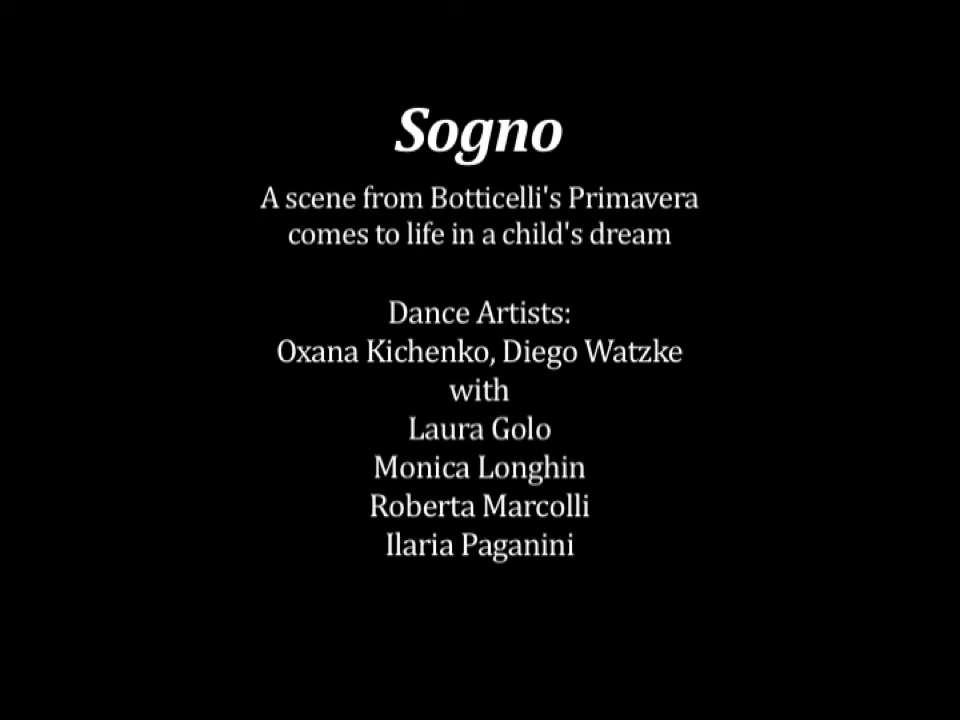 Sogno
A scene from Botticelli's Primavera
comes to life in a child's dream
Dance Artists:
Oxana Kichenko, Diego Watzke
with
Laura Golo
Monica Longhin
Roberta Marcolli
Ilaria Paganini